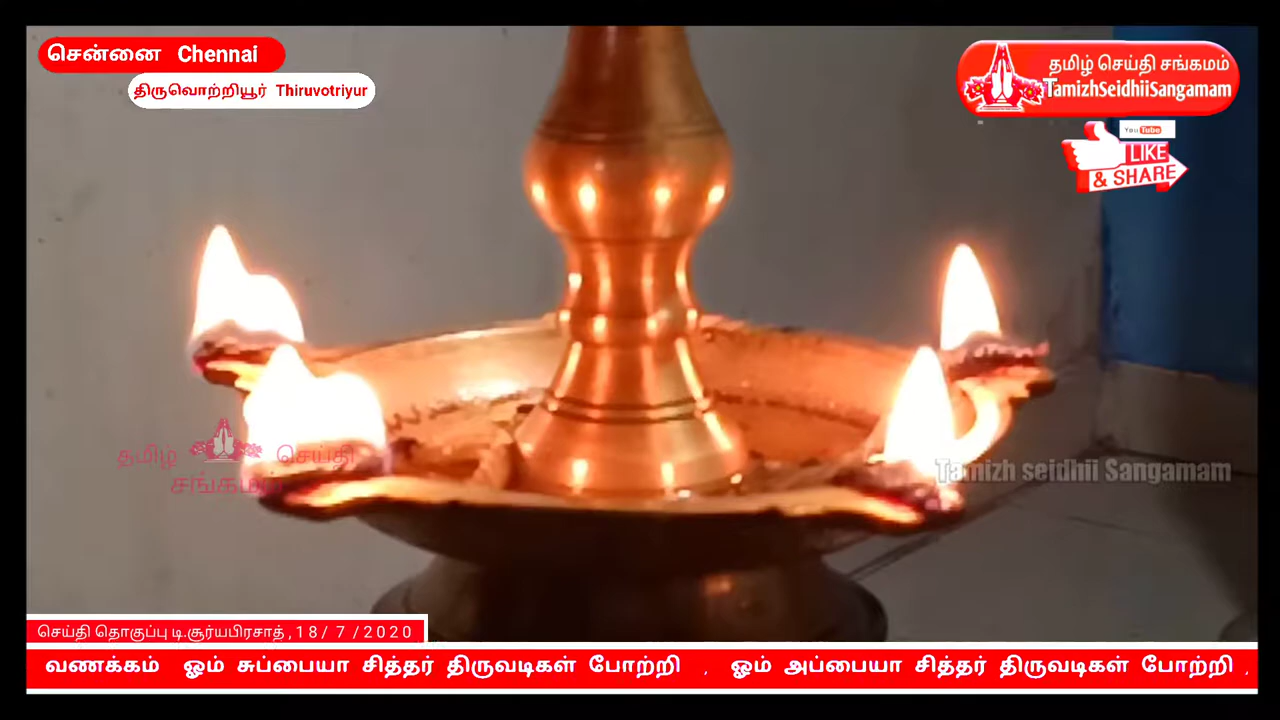 சென்னை Chennai
திருவொற்றியூர் Thiruvotriyur
தமிழ் செய்தி சங்கமம்
TamizhSeidhiiSangamam
YouTube
LIKE
& SHARE
தமிழ் செய்தி
சங்கமம்
Tamizh seidhii Sangamam
செய்தி தொகுப்பு டி.சூர்யபிரசாத் , 18/ 7 /2020
வணக்கம் ஓம் சுப்பையா சித்தர் திருவடிகள் போற்றி , ஓம் அப்பையா சித்தர் திருவடிகள் போற்றி ,